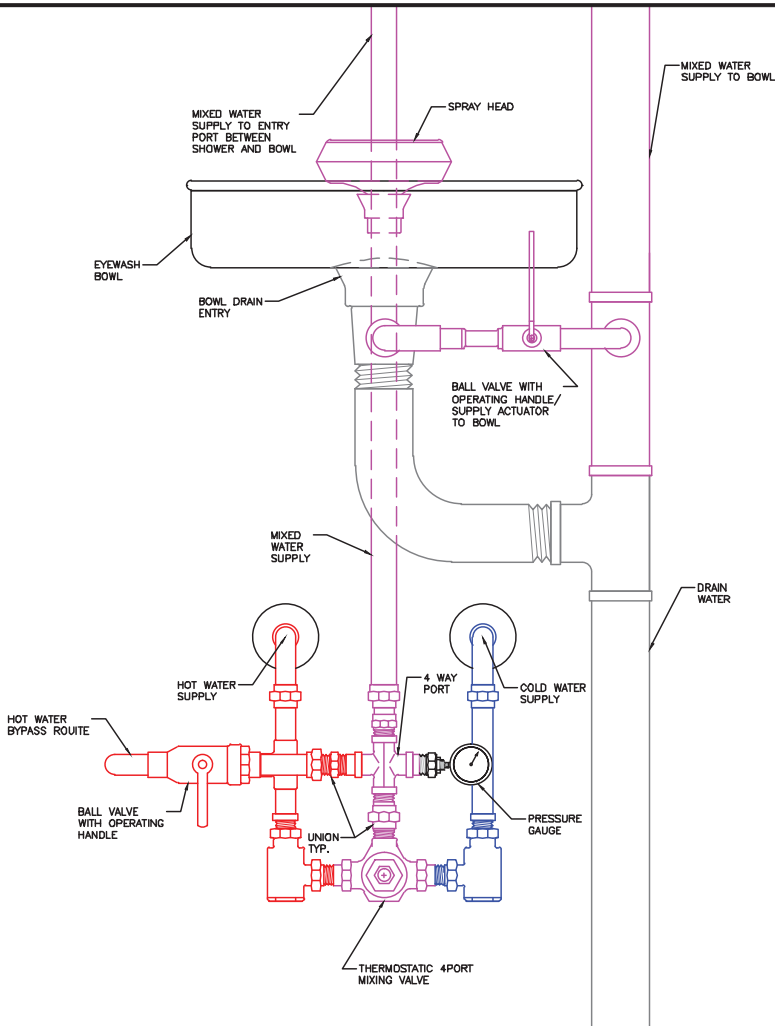 MIXED WATER
SUPPLY TO BOWL
SPRAY HEAD
MIXED WATER
SUPPLY TO ENTRY
PORT BETWEEN
SHOWER AND BOWL
EYEWASH
BOWL
BOWL DRAIN
ENTRY
BALL VALVE WITH
OPERATING HANDLE/
SUPPLY ACTUATOR
TO BOWL
MIXED
WATER
SUPPLY
DRAIN
WATER
HOT WATER
SUPPLY
4 WAY
PORT
COLD WATER
SUPPLY
HOT WATER
BYPASS ROUITE
BALL VALVE
WITH OPERATING
HANDLE
UNION
TYP.
PRESSURE
GAUGE
THERMOSTATIC 4PORT
MIXING VALVE